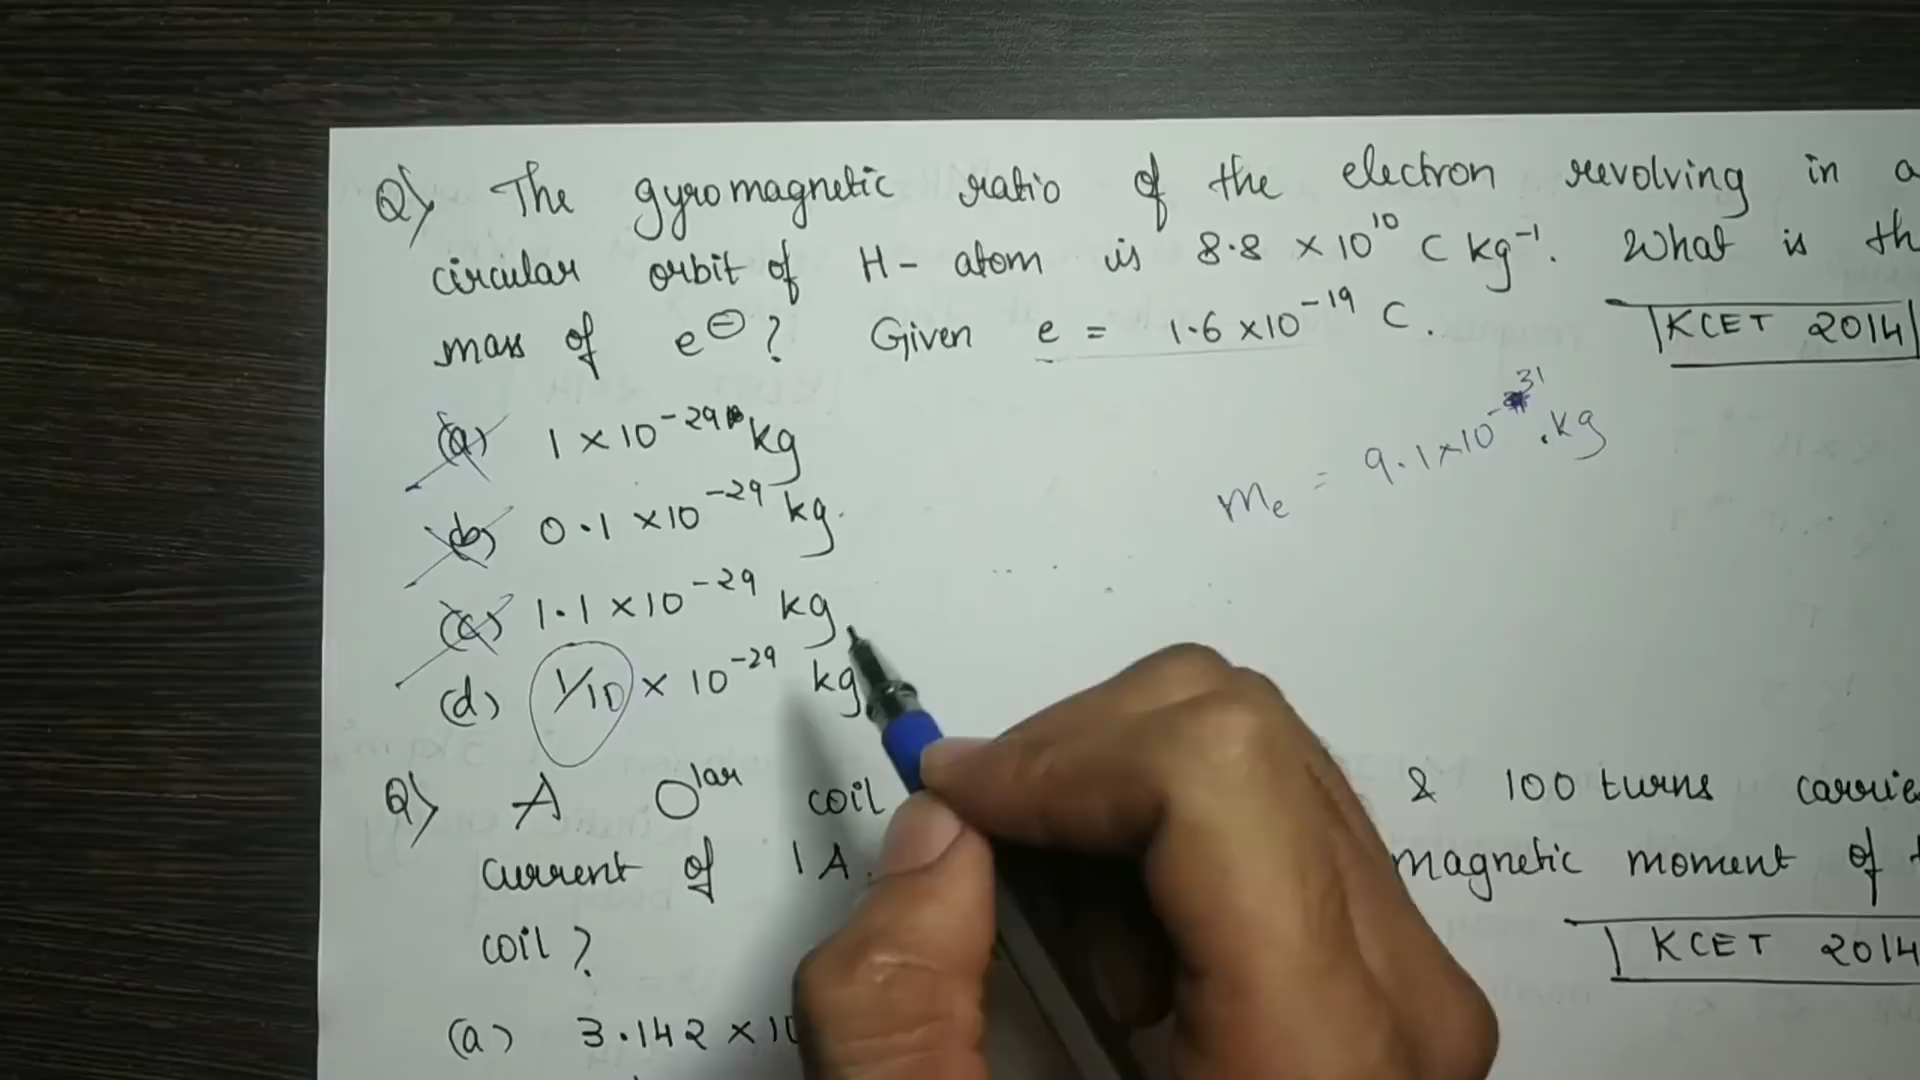 Q) The gyromagnetic ratio of the electron revolving in a
circular orbit of H- atom is 8.8 × 10¹⁰ C kg⁻¹. What is th
mass of e⊖? Given e = 1.6 ×10⁻¹⁹ C.
KCET 2014
(a) 1 × 10⁻²⁹ kg
mₑ = 9.1×10⁻³¹ .kg
(b) 0.1 ×10⁻²⁹ kg.
(c) 1.1 ×10⁻²⁹ kg
(d) 1/10 × 10⁻²⁹ kg
Q) A Olar coil & 100 turns carrie
current of 1 A. magnetic moment of
coil?
KCET 2014
(a) 3.142 × 10